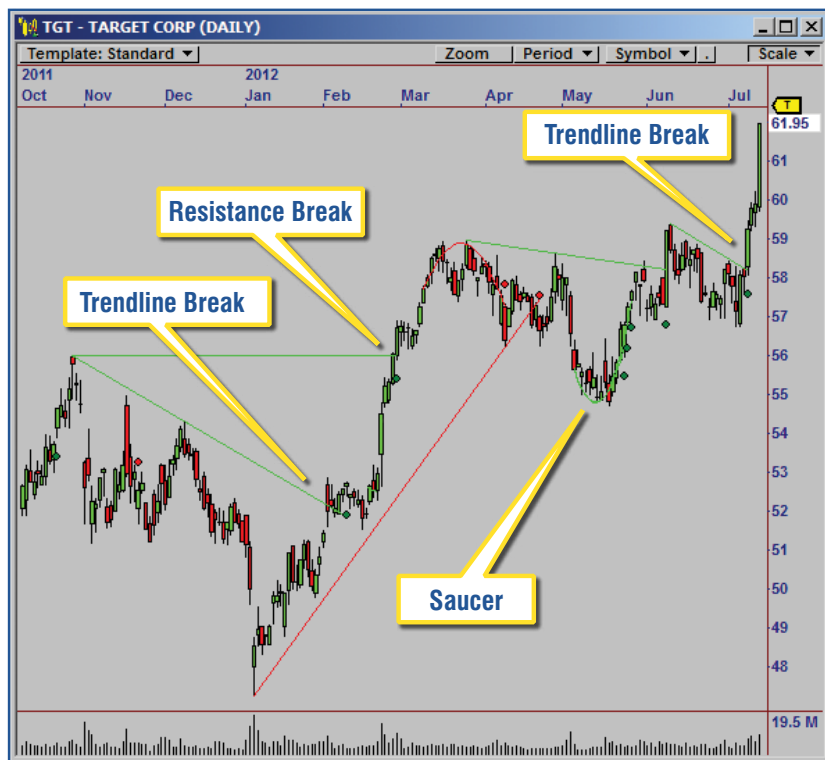 TGT - TARGET CORP (DAILY)
Template: Standard Zoom Period Symbol . Scale
2011 2012
Oct Nov Dec Jan Feb Mar Apr May Jun Jul
T
61.95
Trendline Break
61
60
Resistance Break
59
58
Trendline Break
57
56
55
54
53
52
51
50
Saucer
49
48
19.5 M